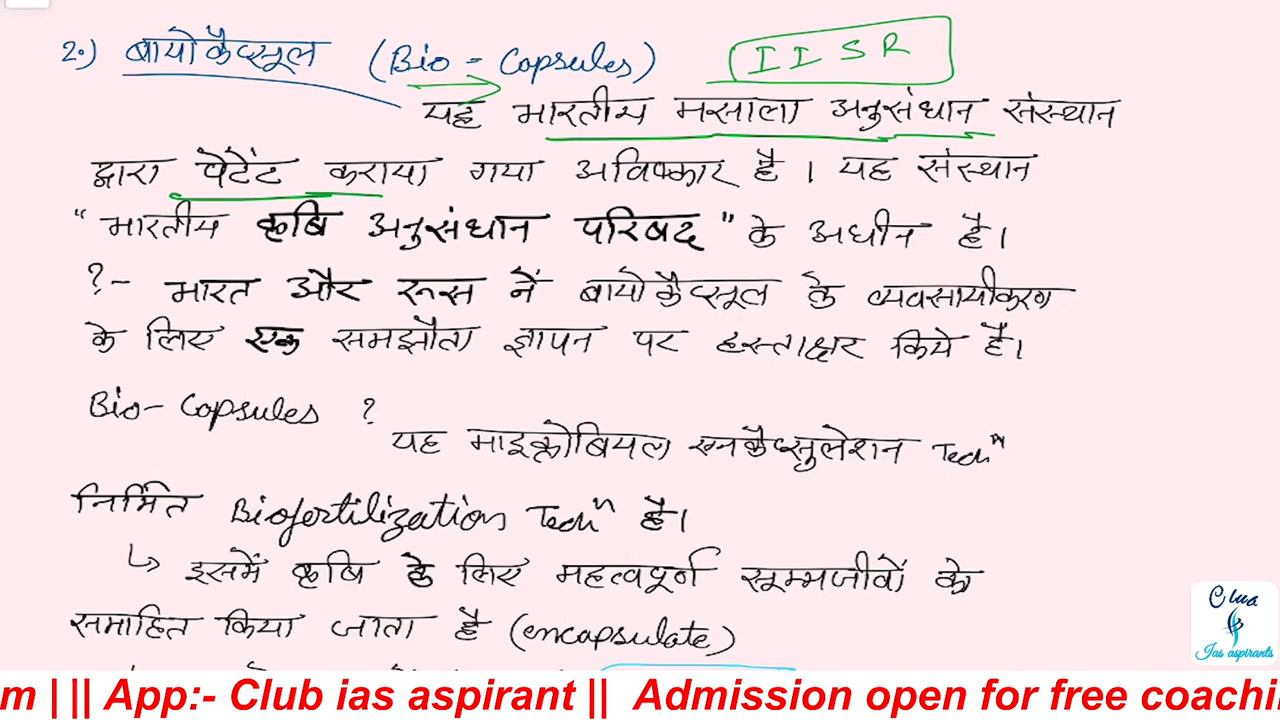 2.) बायोकैप्सूल (Bio - Capsules) IISR
यह भारतीय मसाला अनुसंधान संस्थान
द्वारा पेटेंट कराया गया अविष्कार है। यह संस्थान
"भारतीय कृषि अनुसंधान परिषद" के अधीन है।
?- भारत और रूस नें बायोकैप्सूल के व्यवसायीकरण
के लिए एक समझौता ज्ञापन पर हस्ताक्षर किये है।
Bio-Capsules ?
यह माइक्रोबियल एनकैप्सुलेशन Techⁿ
निर्मित Biofertilization Techⁿ है।
↳ इसमें कृषि के लिए महत्वपूर्ण सूक्ष्मजीवों को
समाहित किया जाता है (encapsulate)
Club
Ias aspirants
m | || App:- Club ias aspirant || Admission open for free coachi